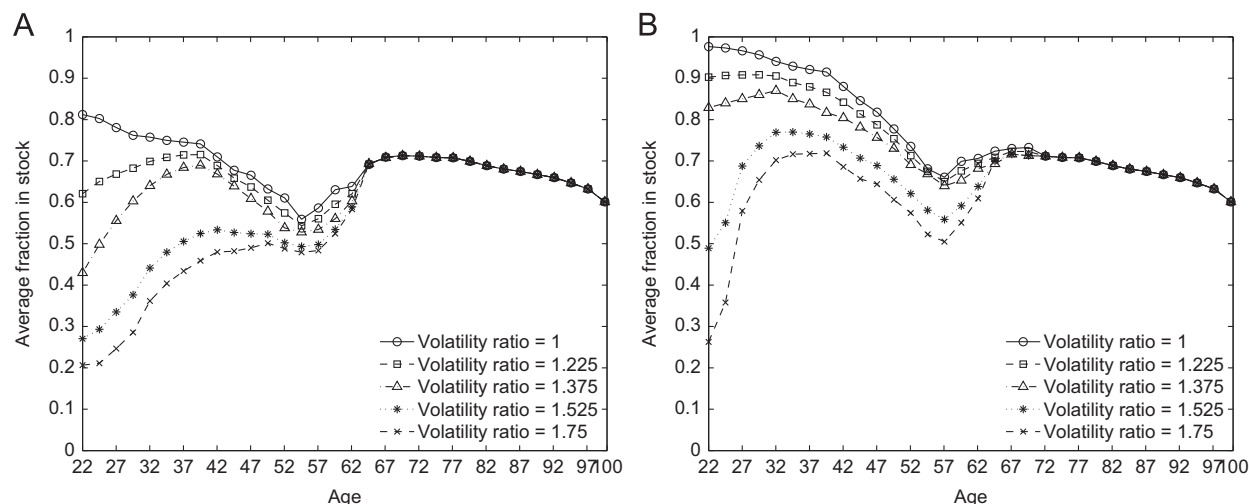 A
Average fraction in stock
1
0.9
0.8
0.7
0.6
0.5
0.4
0.3
0.2
0.1
0
Volatility ratio = 1
Volatility ratio = 1.225
Volatility ratio = 1.375
Volatility ratio = 1.525
Volatility ratio = 1.75
22 27 32 37 42 47 52 57 62 67 72 77 82 87 92 97100
Age
B
Average fraction in stock
1
0.9
0.8
0.7
0.6
0.5
0.4
0.3
0.2
0.1
0
Volatility ratio = 1
Volatility ratio = 1.225
Volatility ratio = 1.375
Volatility ratio = 1.525
Volatility ratio = 1.75
22 27 32 37 42 47 52 57 62 67 72 77 82 87 92 97100
Age